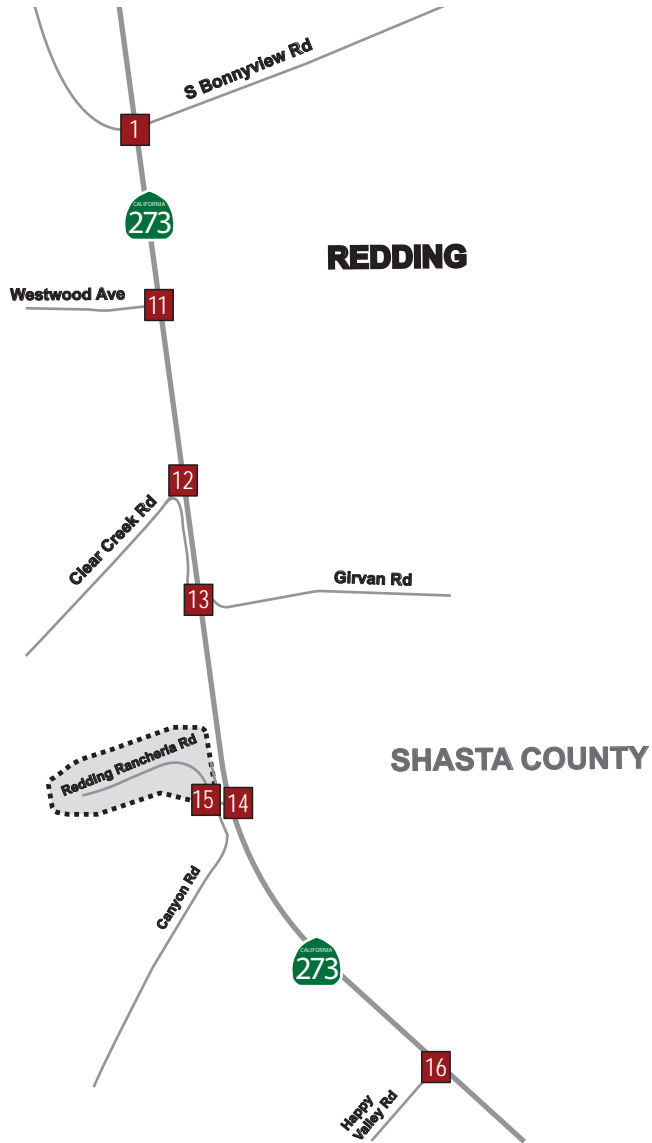 S Bonnyview Rd
1
CALIFORNIA
273
REDDING
Westwood Ave
11
12
Clear Creek Rd
Girvan Rd
13
Redding Rancheria Rd
SHASTA COUNTY
15
14
Canyon Rd
CALIFORNIA
273
16
Happy
Valley Rd